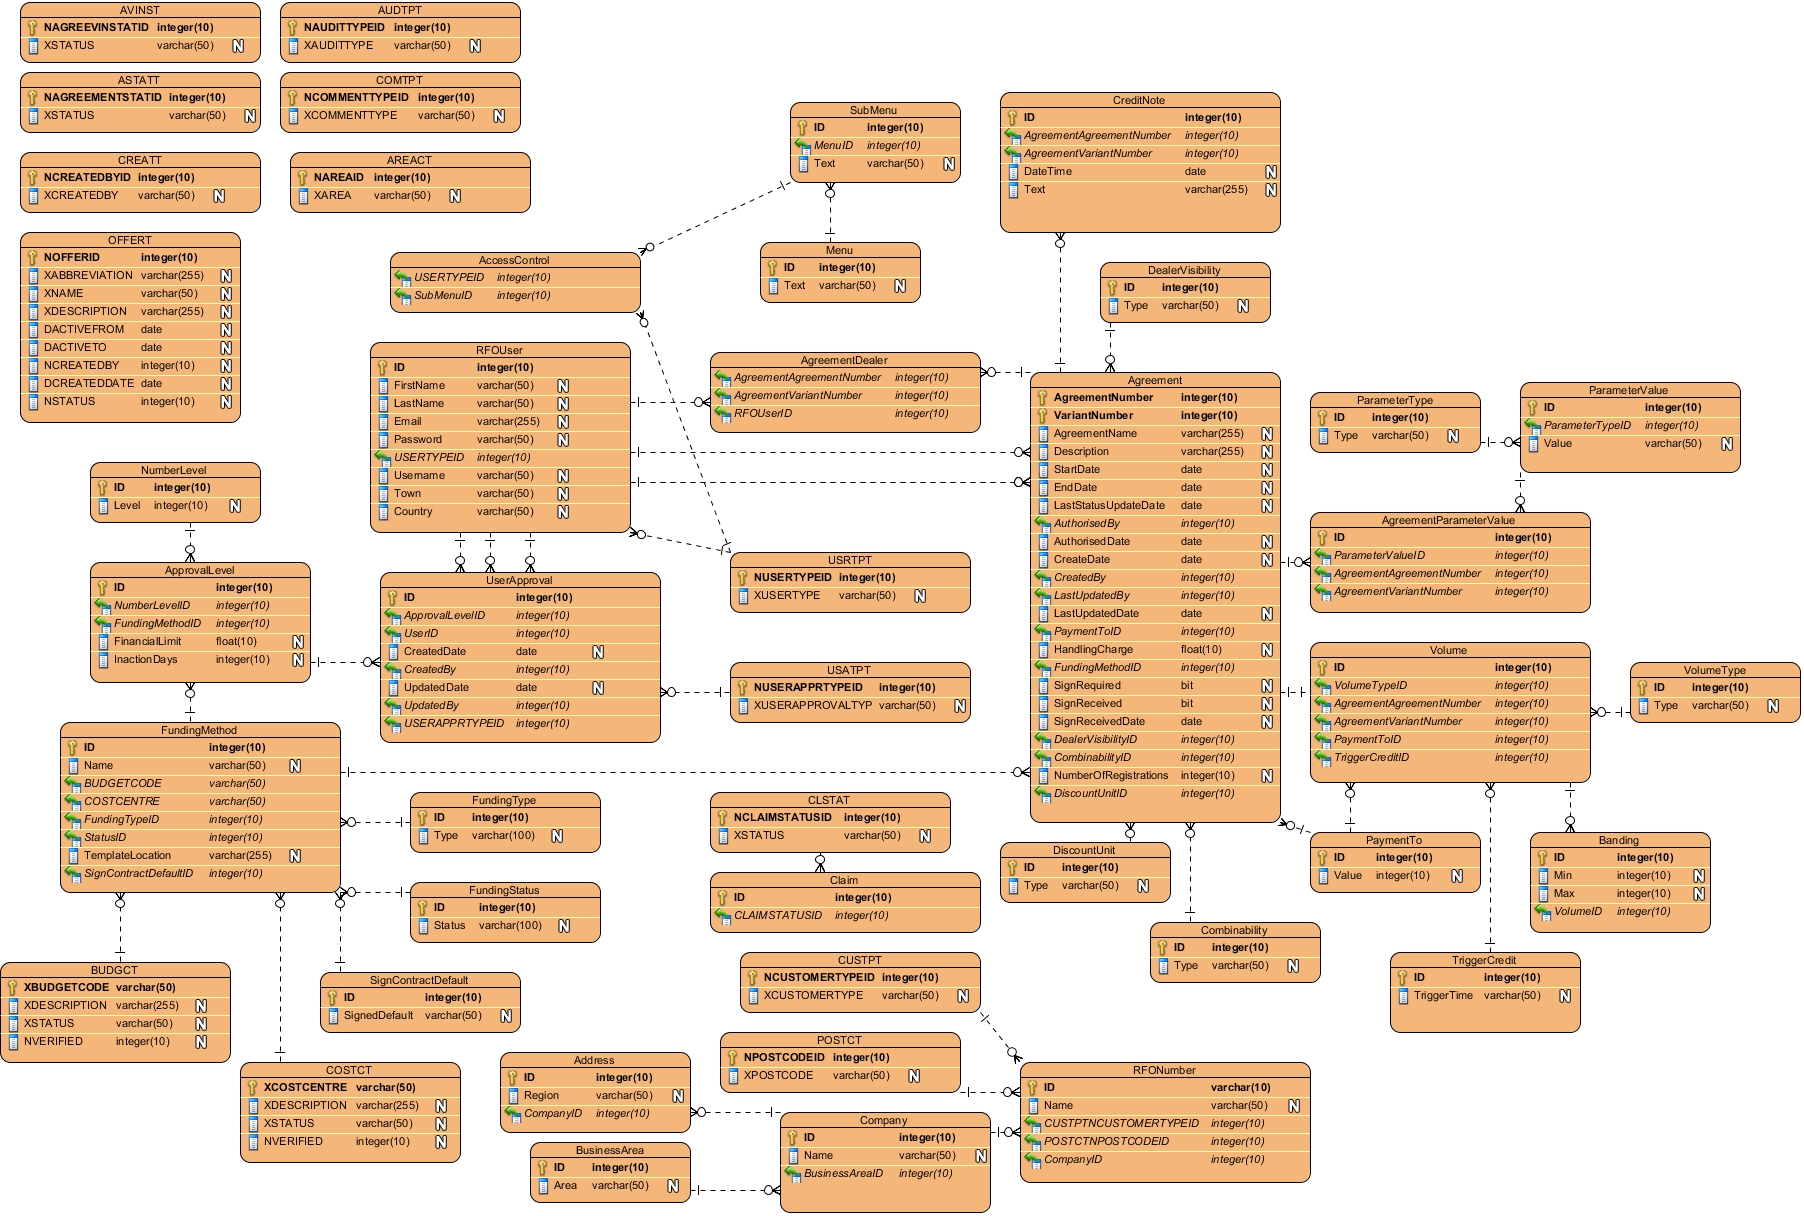 AVINST
NAGREEVINSTATID integer(10)
XSTATUS varchar(50) N
AUDTPT
NAUDITTYPEID integer(10)
XAUDITTYPE varchar(50) N
ASTATT
NAGREEMENTSTATID integer(10)
XSTATUS varchar(50) N
COMTPT
NCOMMENTTYPEID integer(10)
XCOMMENTTYPE varchar(50) N
CREATT
NCREATEDBYID integer(10)
XCREATEDBY varchar(50) N
AREACT
NAREAID integer(10)
XAREA varchar(50) N
OFFERT
NOFFERID integer(10)
XABBREVIATION varchar(255) N
XNAME varchar(50) N
XDESCRIPTION varchar(255) N
DACTIVEFROM date N
DACTIVETO date N
NCREATEDBY integer(10) N
DCREATEDDATE date N
NSTATUS integer(10) N
SubMenu
ID integer(10)
MenuID integer(10)
Text varchar(50) N
CreditNote
ID integer(10)
AgreementAgreementNumber integer(10)
AgreementVariantNumber integer(10)
DateTime date N
Text varchar(255) N
AccessControl
USERTYPEID integer(10)
SubMenuID integer(10)
Menu
ID integer(10)
Text varchar(50) N
DealerVisibility
ID integer(10)
Type varchar(50) N
RFOUser
ID integer(10)
FirstName varchar(50) N
LastName varchar(50) N
Email varchar(255) N
Password varchar(50) N
USERTYPEID integer(10)
Username varchar(50) N
Town varchar(50) N
Country varchar(50) N
AgreementDealer
AgreementAgreementNumber integer(10)
AgreementVariantNumber integer(10)
RFOUserID integer(10)
Agreement
AgreementNumber integer(10)
VariantNumber integer(10)
AgreementName varchar(255) N
Description varchar(255) N
StartDate date N
EndDate date N
LastStatusUpdateDate date N
AuthorisedBy integer(10)
AuthorisedDate date N
CreateDate date N
CreatedBy integer(10)
LastUpdatedBy integer(10)
LastUpdatedDate date N
PaymentToID integer(10)
HandlingCharge float(10) N
FundingMethodID integer(10)
SignRequired bit N
SignReceived bit N
SignReceivedDate date N
DealerVisibilityID integer(10)
CombinabilityID integer(10)
NumberOfRegistrations integer(10) N
DiscountUnitID integer(10)
ParameterType
ID integer(10)
Type varchar(50) N
ParameterValue
ID integer(10)
ParameterTypeID integer(10)
Value varchar(50) N
AgreementParameterValue
ID integer(10)
ParameterValueID integer(10)
AgreementAgreementNumber integer(10)
AgreementVariantNumber integer(10)
NumberLevel
ID integer(10)
Level integer(10) N
ApprovalLevel
ID integer(10)
NumberLevelID integer(10)
FundingMethodID integer(10)
FinancialLimit float(10) N
InactionDays integer(10) N
UserApproval
ID integer(10)
ApprovalLevelID integer(10)
UserID integer(10)
CreatedDate date N
CreatedBy integer(10)
UpdatedDate date N
UpdatedBy integer(10)
USERAPPRTYPEID integer(10)
USRTPT
NUSERTYPEID integer(10)
XUSERTYPE varchar(50) N
USATPT
NUSERAPPRTYPEID integer(10)
XUSERAPPROVALTYP varchar(50) N
Volume
ID integer(10)
VolumeTypeID integer(10)
AgreementAgreementNumber integer(10)
AgreementVariantNumber integer(10)
PaymentToID integer(10)
TriggerCreditID integer(10)
VolumeType
ID integer(10)
Type varchar(50) N
FundingMethod
ID integer(10)
Name varchar(50) N
BUDGETCODE varchar(50)
COSTCENTRE varchar(50)
FundingTypeID integer(10)
StatusID integer(10)
TemplateLocation varchar(255) N
SignContractDefaultID integer(10)
FundingType
ID integer(10)
Type varchar(100) N
FundingStatus
ID integer(10)
Status varchar(100) N
CLSTAT
NCLAIMSTATUSID integer(10)
XSTATUS varchar(50) N
Claim
ID integer(10)
CLAIMSTATUSID integer(10)
DiscountUnit
ID integer(10)
Type varchar(50) N
PaymentTo
ID integer(10)
Value integer(10) N
Banding
ID integer(10)
Min integer(10) N
Max integer(10) N
VolumeID integer(10)
Combinability
ID integer(10)
Type varchar(50) N
TriggerCredit
ID integer(10)
TriggerTime varchar(50) N
BUDGCT
XBUDGETCODE varchar(50)
XDESCRIPTION varchar(255) N
XSTATUS varchar(50) N
NVERIFIED integer(10) N
SignContractDefault
ID integer(10)
SignedDefault varchar(50) N
COSTCT
XCOSTCENTRE varchar(50)
XDESCRIPTION varchar(255) N
XSTATUS varchar(50) N
NVERIFIED integer(10) N
CUSTPT
NCUSTOMERTYPEID integer(10)
XCUSTOMERTYPE varchar(50) N
POSTCT
NPOSTCODEID integer(10)
XPOSTCODE varchar(50) N
Address
ID integer(10)
Region varchar(50) N
CompanyID integer(10)
BusinessArea
ID integer(10)
Area varchar(50) N
Company
ID integer(10)
Name varchar(50) N
BusinessAreaID integer(10)
RFONumber
ID varchar(10)
Name varchar(50) N
CUSTPTNCUSTOMERTYPEID integer(10)
POSTCTNPOSTCODEID integer(10)
CompanyID integer(10)